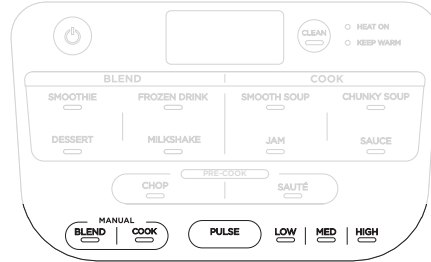 CLEAN
HEAT ON
KEEP WARM
BLEND COOK
SMOOTHIE FROZEN DRINK SMOOTH SOUP CHUNKY SOUP
DESSERT MILKSHAKE JAM SAUCE
PRE-COOK
CHOP SAUTÉ
MANUAL
BLEND COOK PULSE LOW MED HIGH